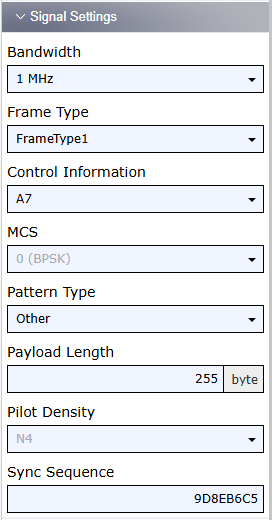 Signal Settings
Bandwidth
1 MHz
Frame Type
FrameType1
Control Information
A7
MCS
0 (BPSK)
Pattern Type
Other
Payload Length
255 byte
Pilot Density
N4
Sync Sequence
9D8EB6C5